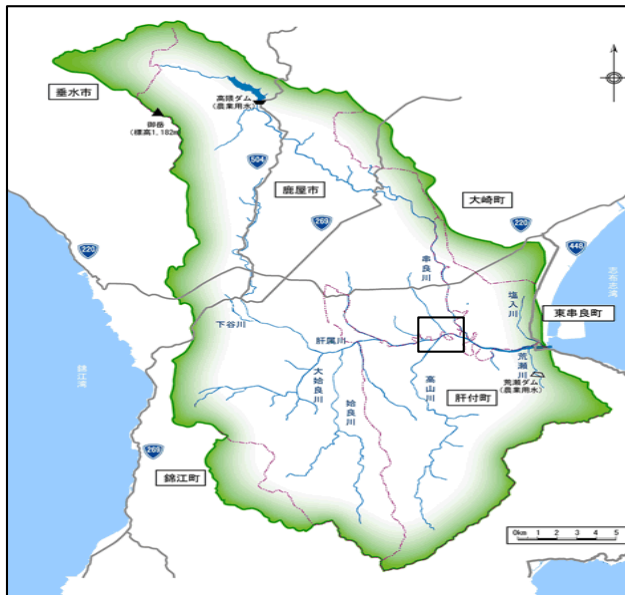 垂水市
高隈ダム
(農業用水)
御岳
(標高1,182m)
504
鹿屋市
大崎町
269
220
220
448
串良川
志布志湾
塩入川
東串良町
下谷川
肝属川
荒瀬川
大姶良川
高山川
荒瀬ダム
(農業用水)
姶良川
肝付町
錦江湾
269
錦江町
0km 1 2 3 4 5